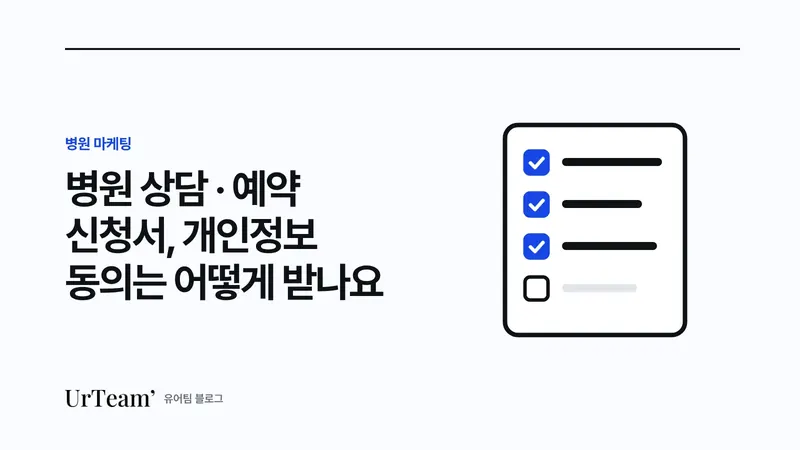 병원 마케팅
병원 상담 · 예약
신청서, 개인정보
동의는 어떻게 받나요
UrTeam’ 유어팀 블로그